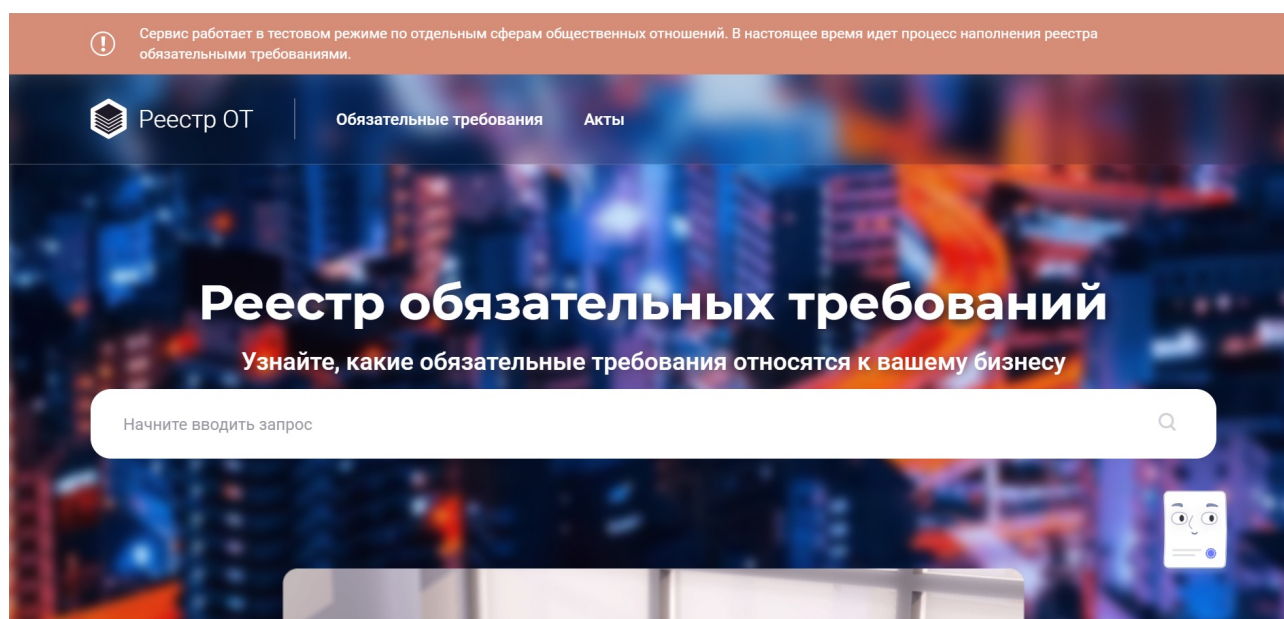 Сервис работает в тестовом режиме по отдельным сферам общественных отношений. В настоящее время идет процесс наполнения реестра
обязательными требованиями.
Реестр ОТ
Обязательные требования
Акты
Реестр обязательных требований
Узнайте, какие обязательные требования относятся к вашему бизнесу
Начните вводить запрос